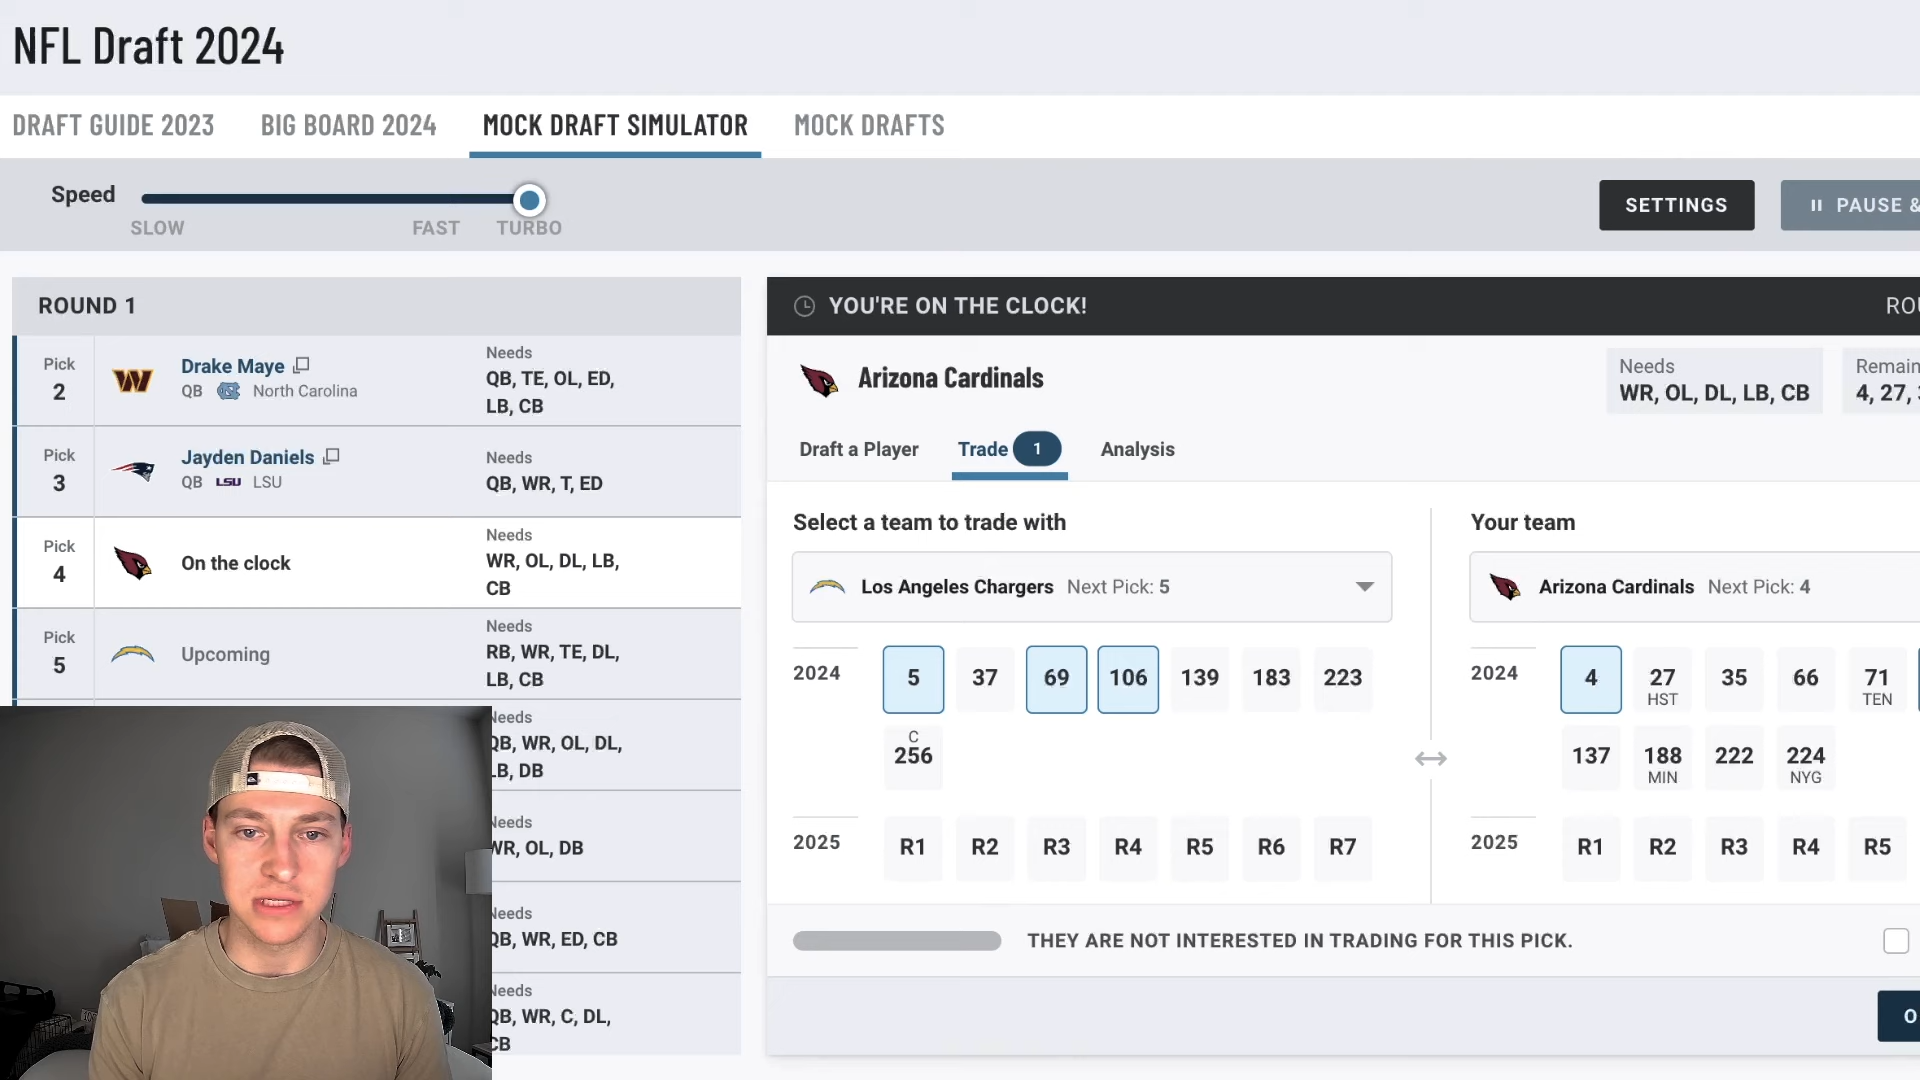 NFL Draft 2024
DRAFT GUIDE 2023 BIG BOARD 2024 MOCK DRAFT SIMULATOR MOCK DRAFTS
Speed
SLOW FAST TURBO
SETTINGS
PAUSE &
ROUND 1
Pick
2
Drake Maye
QB North Carolina
Needs
QB, TE, OL, ED,
LB, CB
Pick
3
Jayden Daniels
QB LSU LSU
Needs
QB, WR, T, ED
Pick
4
On the clock
Needs
WR, OL, DL, LB,
CB
Pick
5
Upcoming
Needs
RB, WR, TE, DL,
LB, CB
Needs
QB, WR, OL, DL,
LB, DB
Needs
WR, OL, DB
Needs
QB, WR, ED, CB
Needs
QB, WR, C, DL,
CB
YOU'RE ON THE CLOCK!
ROU
Arizona Cardinals
Needs
WR, OL, DL, LB, CB
Remain
4, 27, 3
Draft a Player Trade 1 Analysis
Select a team to trade with
Los Angeles Chargers Next Pick: 5
2024 5 37 69 106 139 183 223
C
256
2025 R1 R2 R3 R4 R5 R6 R7
Your team
Arizona Cardinals Next Pick: 4
2024 4 27 35 66 71
HST TEN
137 188 222 224
MIN NYG
2025 R1 R2 R3 R4 R5
THEY ARE NOT INTERESTED IN TRADING FOR THIS PICK.
O